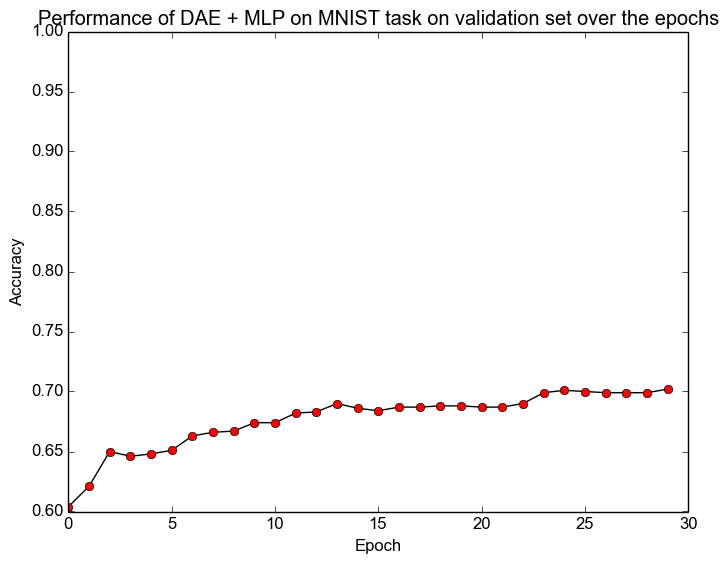 Performance of DAE + MLP on MNIST task on validation set over the epochs
1.00
0.95
0.90
0.85
0.80
0.75
0.70
0.65
0.60
Accuracy
0 5 10 15 20 25 30
Epoch